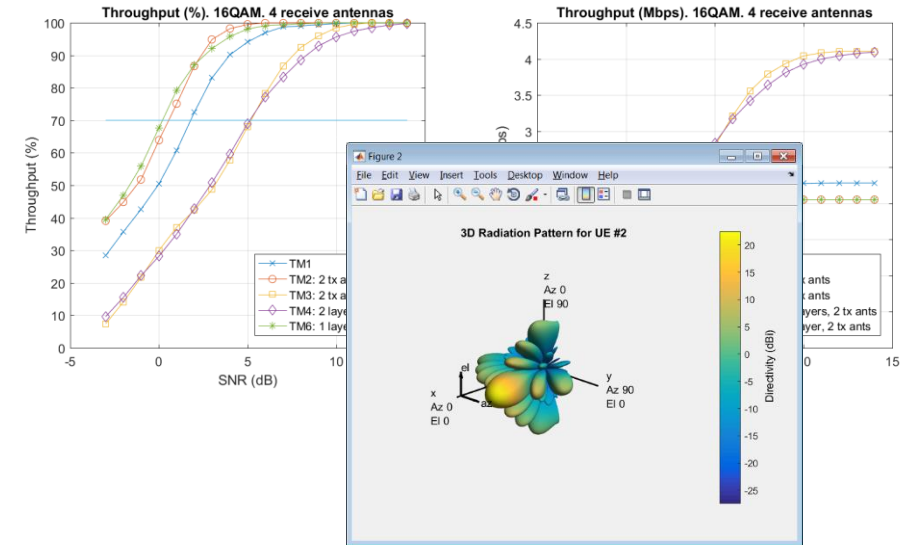 Throughput (%). 16QAM. 4 receive antennas
100
90
80
70
60
50
40
30
20
10
0
Throughput (%)
-5
0
5
10
SNR (dB)
TM1
TM2: 2 tx a
TM3: 2 tx a
TM4: 2 laye
TM6: 1 laye
Throughput (Mbps). 16QAM. 4 receive antennas
4.5
4
3.5
3
ps)
x ants
x ants
yers, 2 tx ants
yer, 2 tx ants
0
15
Figure 2
File Edit View Insert Tools Desktop Window Help
3D Radiation Pattern for UE #2
z
Az 0
El 90
y
Az 90
El 0
x
Az 0
El 0
el
az
20
15
10
5
0
-5
-10
-15
-20
-25
Directivity (dBi)